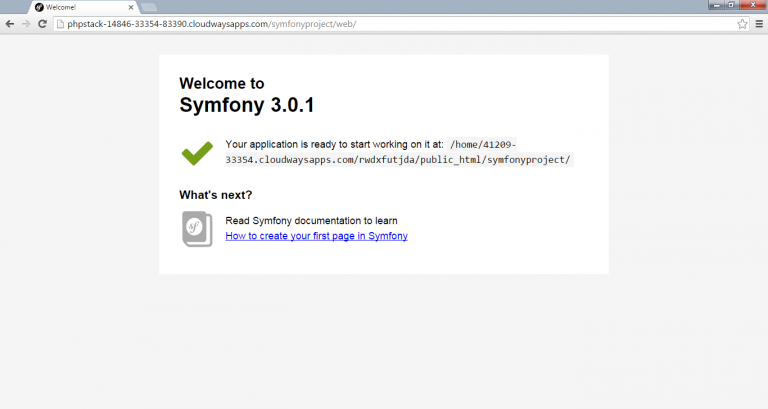 Welcome!
phpstack-14846-33354-83390.cloudwaysapps.com/symfonyproject/web/
Welcome to
Symfony 3.0.1
Your application is ready to start working on it at: /home/41209-
33354.cloudwaysapps.com/rwdxfutjda/public_html/symfonyproject/
What's next?
Read Symfony documentation to learn
How to create your first page in Symfony